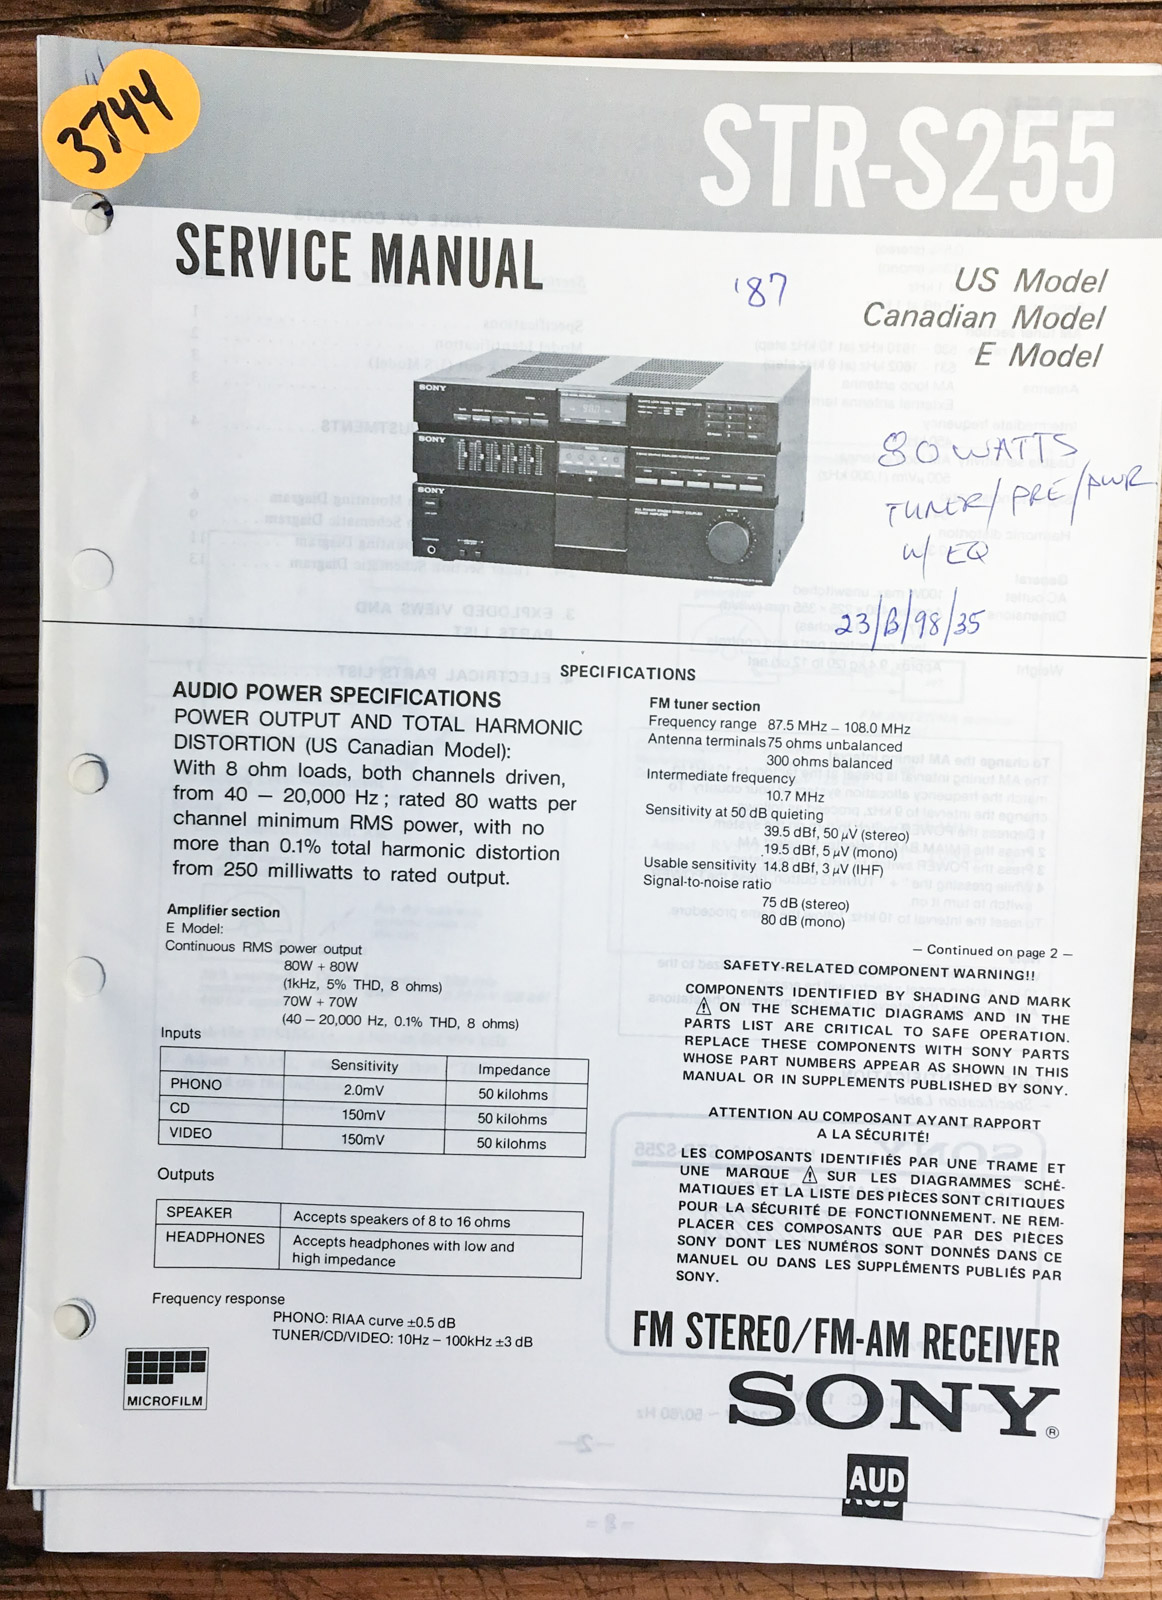 3744
STR-S255
SERVICE MANUAL
'87
US Model
Canadian Model
E Model
SONY
SONY
SONY
80 WATTS
TUNER/PRE/PWR
W/ EQ
23/B/98/35
SPECIFICATIONS
AUDIO POWER SPECIFICATIONS
POWER OUTPUT AND TOTAL HARMONIC
DISTORTION (US Canadian Model):
With 8 ohm loads, both channels driven,
from 40 — 20,000 Hz; rated 80 watts per
channel minimum RMS power, with no
more than 0.1% total harmonic distortion
from 250 milliwatts to rated output.
Amplifier section
E Model:
Continuous RMS power output
80W + 80W
(1kHz, 5% THD, 8 ohms)
70W + 70W
(40 – 20,000 Hz, 0.1% THD, 8 ohms)
Inputs
Sensitivity Impedance
PHONO 2.0mV 50 kilohms
CD 150mV 50 kilohms
VIDEO 150mV 50 kilohms
Outputs
SPEAKER Accepts speakers of 8 to 16 ohms
HEADPHONES Accepts headphones with low and
high impedance
Frequency response
PHONO: RIAA curve ±0.5 dB
TUNER/CD/VIDEO: 10Hz – 100kHz ±3 dB
MICROFILM
FM tuner section
Frequency range 87.5 MHz – 108.0 MHz
Antenna terminals 75 ohms unbalanced
300 ohms balanced
Intermediate frequency
10.7 MHz
Sensitivity at 50 dB quieting
39.5 dBf, 50 μV (stereo)
19.5 dBf, 5 μV (mono)
Usable sensitivity 14.8 dBf, 3 μV (IHF)
Signal-to-noise ratio
75 dB (stereo)
80 dB (mono)
— Continued on page 2 —
SAFETY-RELATED COMPONENT WARNING!!
COMPONENTS IDENTIFIED BY SHADING AND MARK
⚠ ON THE SCHEMATIC DIAGRAMS AND IN THE
PARTS LIST ARE CRITICAL TO SAFE OPERATION.
REPLACE THESE COMPONENTS WITH SONY PARTS
WHOSE PART NUMBERS APPEAR AS SHOWN IN THIS
MANUAL OR IN SUPPLEMENTS PUBLISHED BY SONY.
ATTENTION AU COMPOSANT AYANT RAPPORT
A LA SÉCURITÉ!
LES COMPOSANTS IDENTIFIÉS PAR UNE TRAME ET
UNE MARQUE ⚠ SUR LES DIAGRAMMES SCHÉ-
MATIQUES ET LA LISTE DES PIÈCES SONT CRITIQUES
POUR LA SÉCURITÉ DE FONCTIONNEMENT. NE REM-
PLACER CES COMPOSANTS QUE PAR DES PIÈCES
SONY DONT LES NUMÉROS SONT DONNÉS DANS CE
MANUEL OU DANS LES SUPPLÉMENTS PUBLIÉS PAR
SONY.
FM STEREO/FM-AM RECEIVER
SONY®
AUD